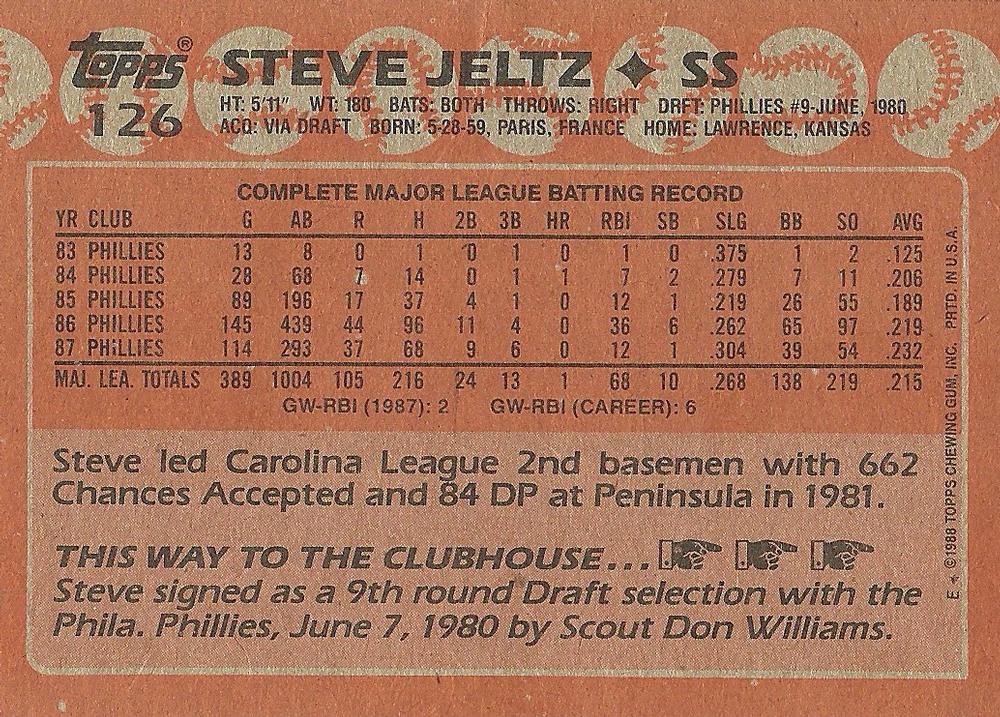 Topps® STEVE JELTZ ✦ SS
126 HT: 5'11" WT: 180 BATS: BOTH THROWS: RIGHT DRFT: PHILLIES #9-JUNE, 1980
ACQ: VIA DRAFT BORN: 5-28-59, PARIS, FRANCE HOME: LAWRENCE, KANSAS
COMPLETE MAJOR LEAGUE BATTING RECORD
YR CLUB G AB R H 2B 3B HR RBI SB SLG BB SO AVG
83 PHILLIES 13 8 0 1 0 1 0 1 0 .375 1 2 .125
84 PHILLIES 28 68 7 14 0 1 1 7 2 .279 7 11 .206
85 PHILLIES 89 196 17 37 4 1 0 12 1 .219 26 55 .189
86 PHILLIES 145 439 44 96 11 4 0 36 6 .262 65 97 .219
87 PHILLIES 114 293 37 68 9 6 0 12 1 .304 39 54 .232
MAJ. LEA. TOTALS 389 1004 105 216 24 13 1 68 10 .268 138 219 .215
GW-RBI (1987): 2 GW-RBI (CAREER): 6
Steve led Carolina League 2nd basemen with 662
Chances Accepted and 84 DP at Peninsula in 1981.
THIS WAY TO THE CLUBHOUSE...
Steve signed as a 9th round Draft selection with the
Phila. Phillies, June 7, 1980 by Scout Don Williams.
E ✦ ©1988 TOPPS CHEWING GUM, INC. PRTD. IN U.S.A.